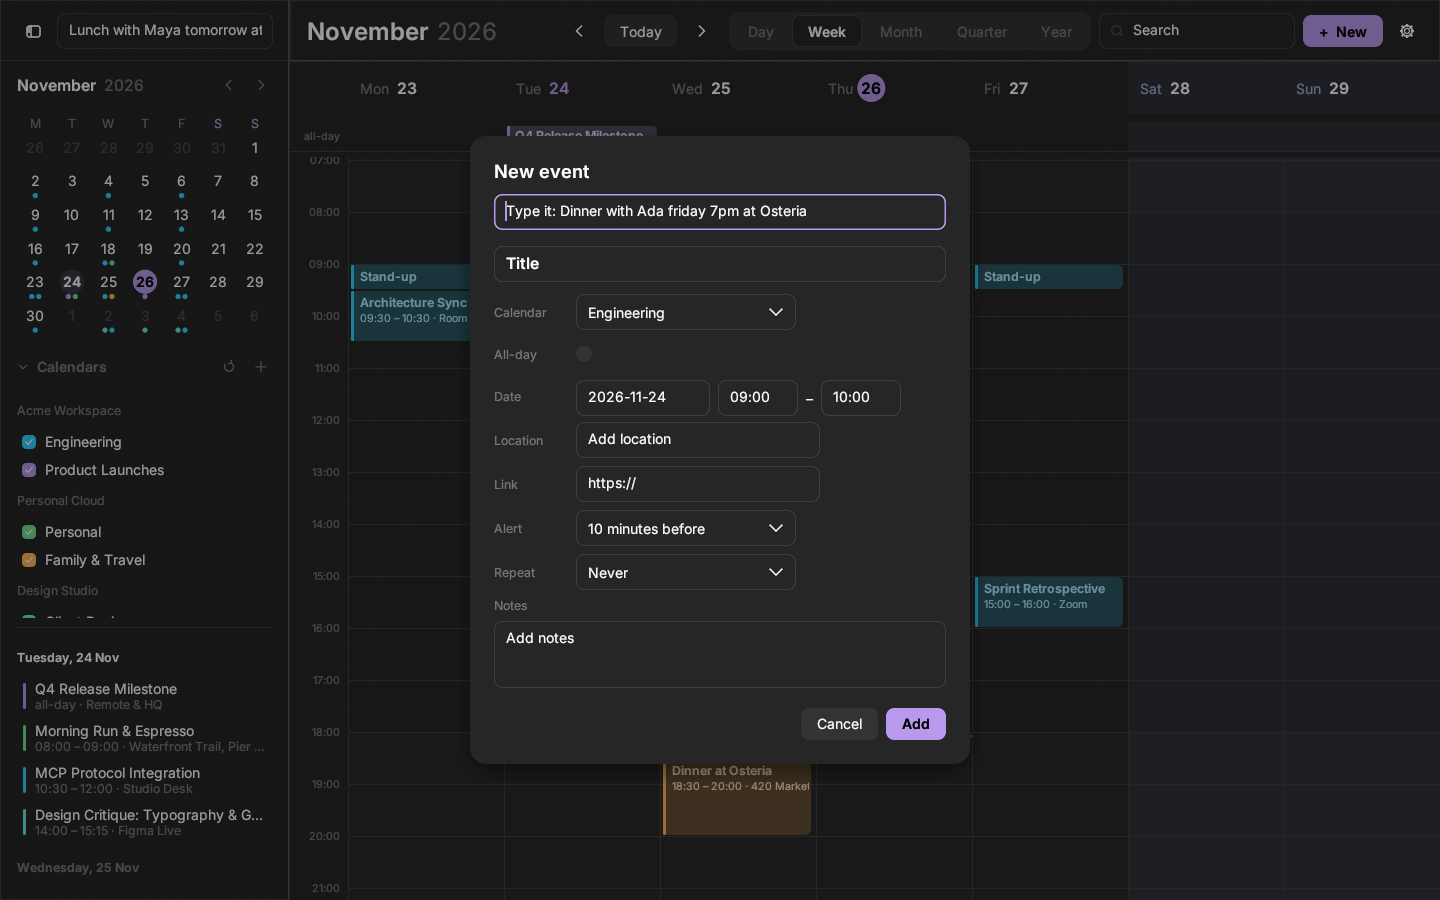 Lunch with Maya tomorrow at
November 2026
Today
Day
Week
Month
Quarter
Year
Search
+ New
November 2026
M T W T F S S
26 27 28 29 30 31 1
2 3 4 5 6 7 8
9 10 11 12 13 14 15
16 17 18 19 20 21 22
23 24 25 26 27 28 29
30 1 2 3 4 5 6
Calendars
Acme Workspace
Engineering
Product Launches
Personal Cloud
Personal
Family & Travel
Design Studio
Tuesday, 24 Nov
Q4 Release Milestone
all-day · Remote & HQ
Morning Run & Espresso
08:00 – 09:00 · Waterfront Trail, Pier ...
MCP Protocol Integration
10:30 – 12:00 · Studio Desk
Design Critique: Typography & G...
14:00 – 15:15 · Figma Live
Wednesday, 25 Nov
Mon 23
Tue 24
Wed 25
Thu 26
Fri 27
Sat 28
Sun 29
all-day
Q4 Release Milestone
07:00
08:00
09:00
10:00
11:00
12:00
13:00
14:00
15:00
16:00
17:00
18:00
19:00
20:00
21:00
Stand-up
Architecture Sync
09:30 – 10:30 · Room
Stand-up
Sprint Retrospective
15:00 – 16:00 · Zoom
Dinner at Osteria
18:30 – 20:00 · 420 Market
New event
Type it: Dinner with Ada friday 7pm at Osteria
Title
Calendar
Engineering
All-day
Date
2026-11-24
09:00
–
10:00
Location
Add location
Link
https://
Alert
10 minutes before
Repeat
Never
Notes
Add notes
Cancel
Add